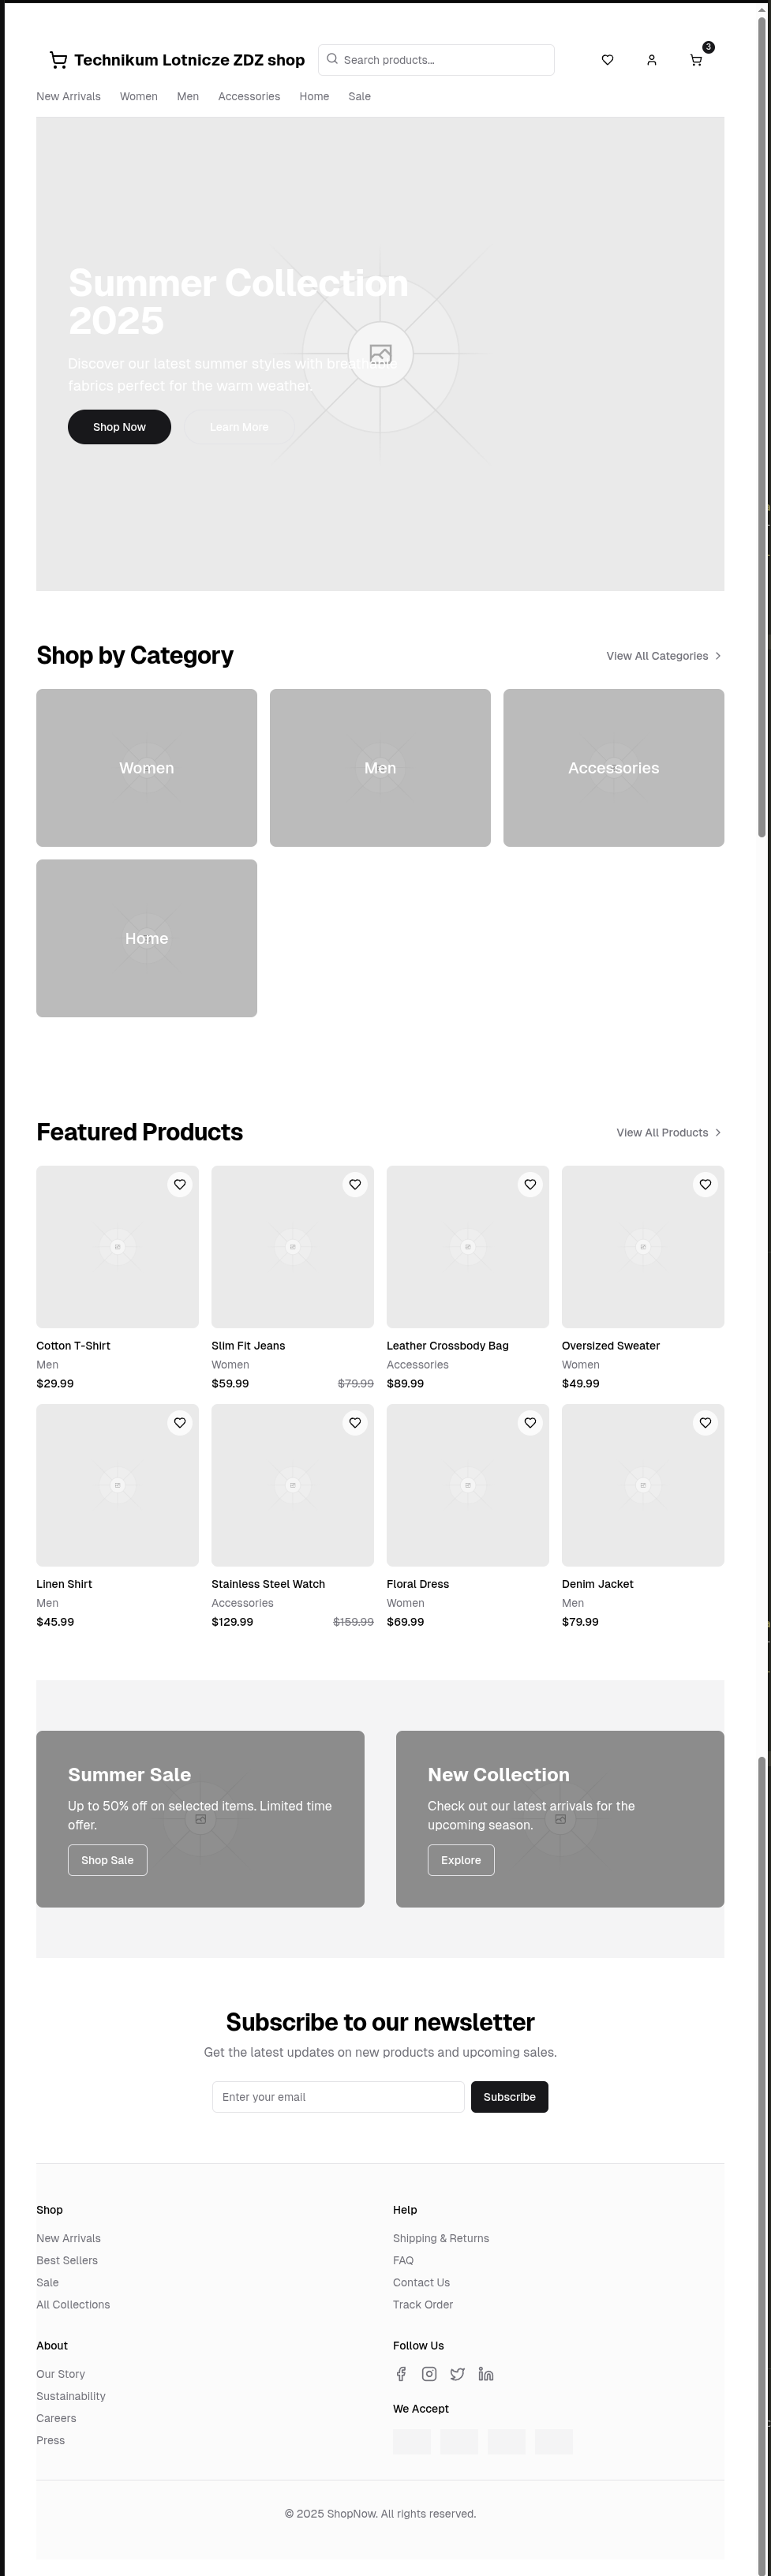 Technikum Lotnicze ZDZ shop
Search products...
3
New Arrivals Women Men Accessories Home Sale
Summer Collection
2025
Discover our latest summer styles with breathable
fabrics perfect for the warm weather.
Shop Now Learn More
Shop by Category
View All Categories
Women Men Accessories
Home
Featured Products
View All Products
Cotton T-Shirt
Men
$29.99
Slim Fit Jeans
Women
$59.99 $79.99
Leather Crossbody Bag
Accessories
$89.99
Oversized Sweater
Women
$49.99
Linen Shirt
Men
$45.99
Stainless Steel Watch
Accessories
$129.99 $159.99
Floral Dress
Women
$69.99
Denim Jacket
Men
$79.99
Summer Sale
Up to 50% off on selected items. Limited time
offer.
Shop Sale
New Collection
Check out our latest arrivals for the
upcoming season.
Explore
Subscribe to our newsletter
Get the latest updates on new products and upcoming sales.
Enter your email
Subscribe
Shop
New Arrivals
Best Sellers
Sale
All Collections
Help
Shipping & Returns
FAQ
Contact Us
Track Order
About
Our Story
Sustainability
Careers
Press
Follow Us
We Accept
© 2025 ShopNow. All rights reserved.